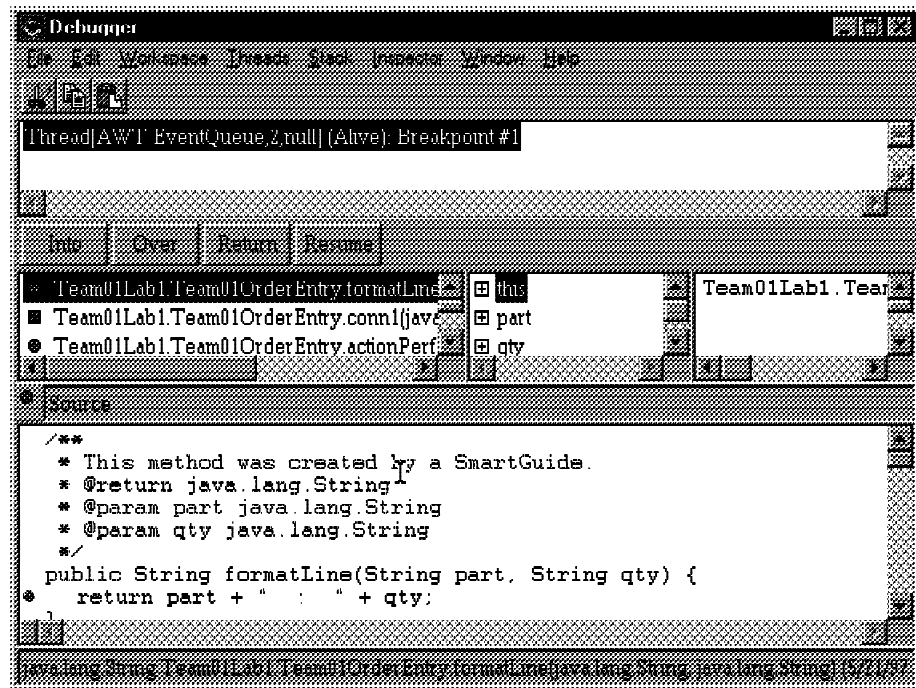 Debugger
File Edit Workspace Threads Stack Inspector Window Help
Thread[AWT-EventQueue,2,null] (Alive): Breakpoint #1
Into Over Return Resume
Team01Lab1.Team01OrderEntry.formatLine
Team01Lab1.Team01OrderEntry.conn1(java
Team01Lab1.Team01OrderEntry.actionPerf
this
part
qty
Team01Lab1.Tear
Source
/**
* This method was created by a SmartGuide.
* @return java.lang.String
* @param part java.lang.String
* @param qty java.lang.String
*/
public String formatLine(String part, String qty) {
return part + "  :  " + qty;
}
(java.lang.String Team01Lab1.Team01OrderEntry.formatLine(java.lang.String, java.lang.String) (5/21/97